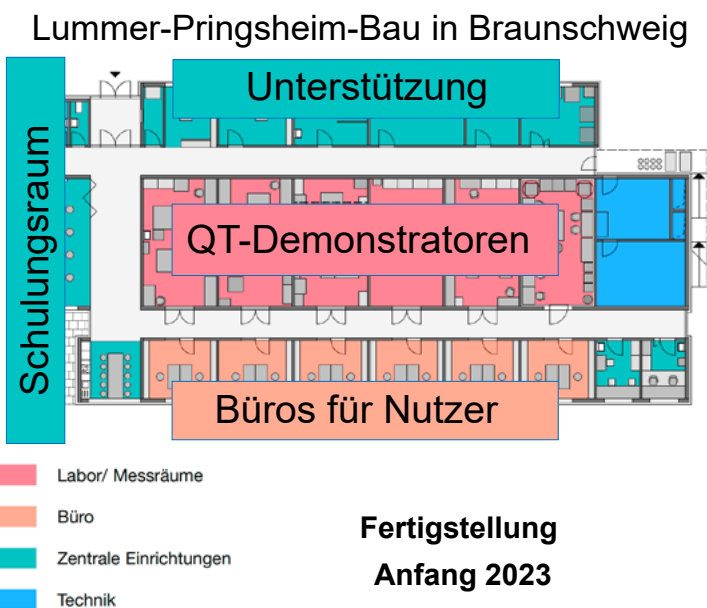 Lummer-Pringsheim-Bau in Braunschweig
Unterstützung
Schulungsraum
QT-Demonstratoren
Büros für Nutzer
Labor/ Messräume
Büro
Zentrale Einrichtungen
Technik
Fertigstellung
Anfang 2023